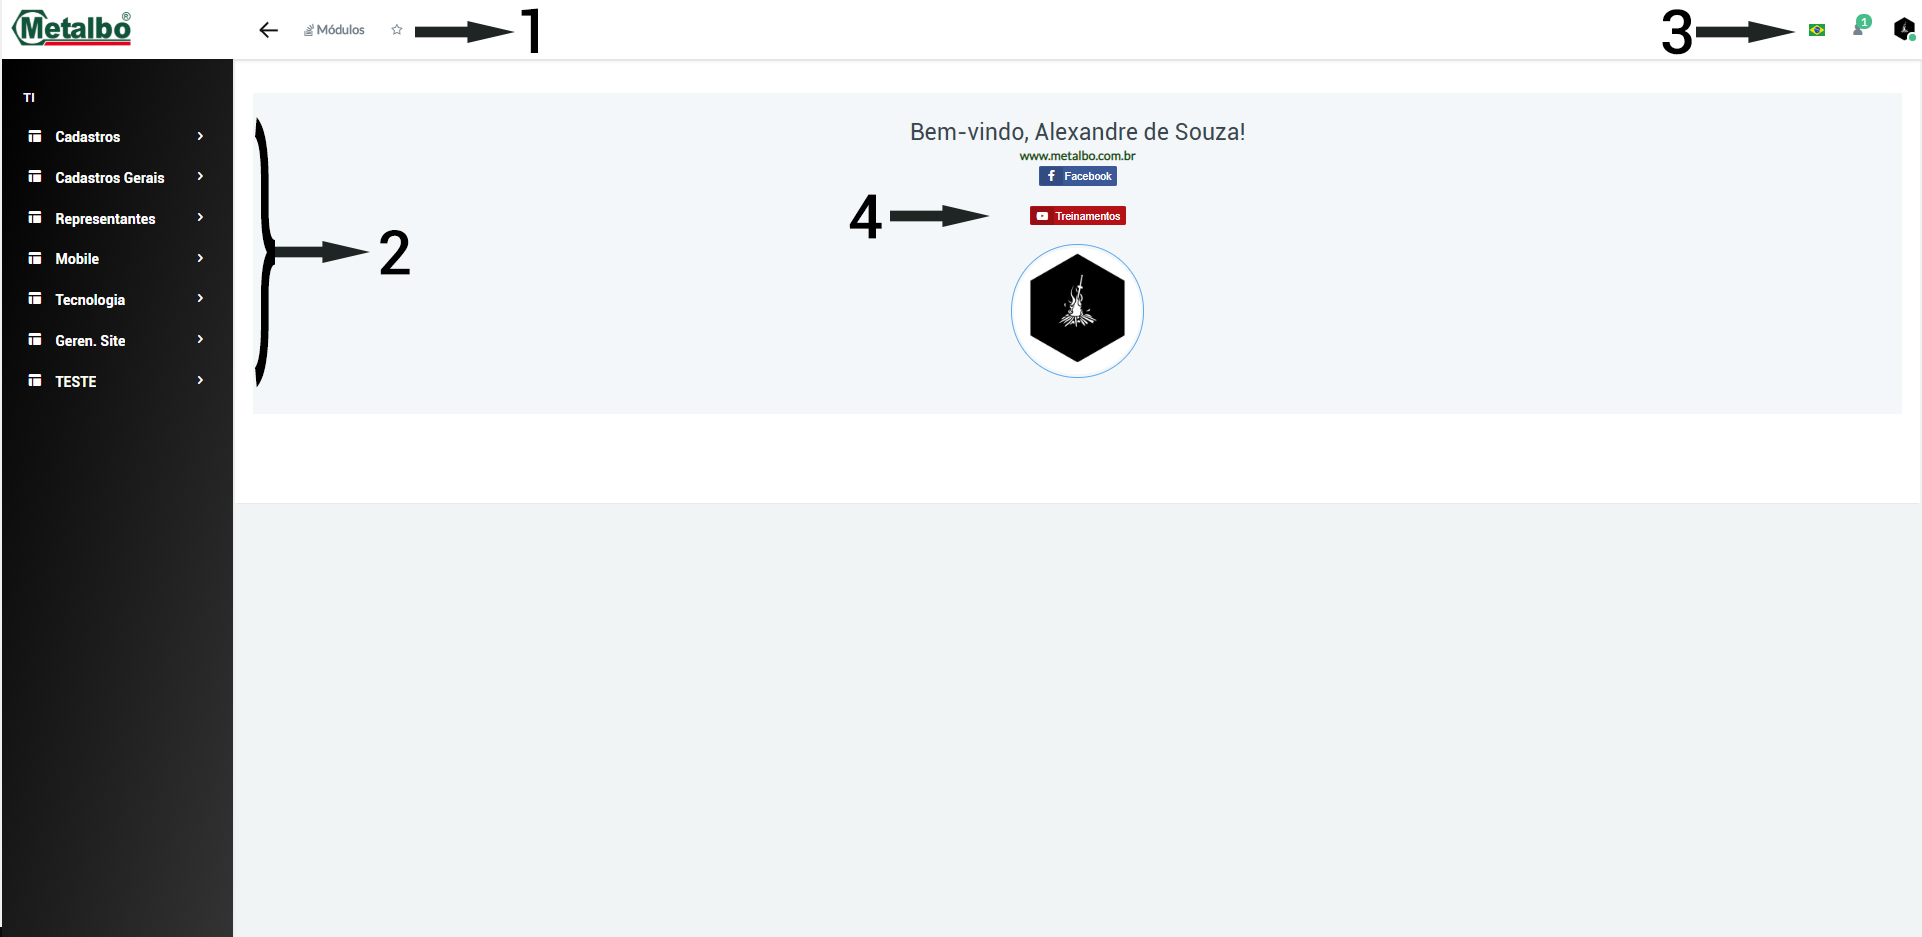 Metalbo®
Módulos
1
3
1
TI
Cadastros
Cadastros Gerais
Representantes
Mobile
Tecnologia
Geren. Site
TESTE
2
Bem-vindo, Alexandre de Souza!
www.metalbo.com.br
Facebook
4
Treinamentos